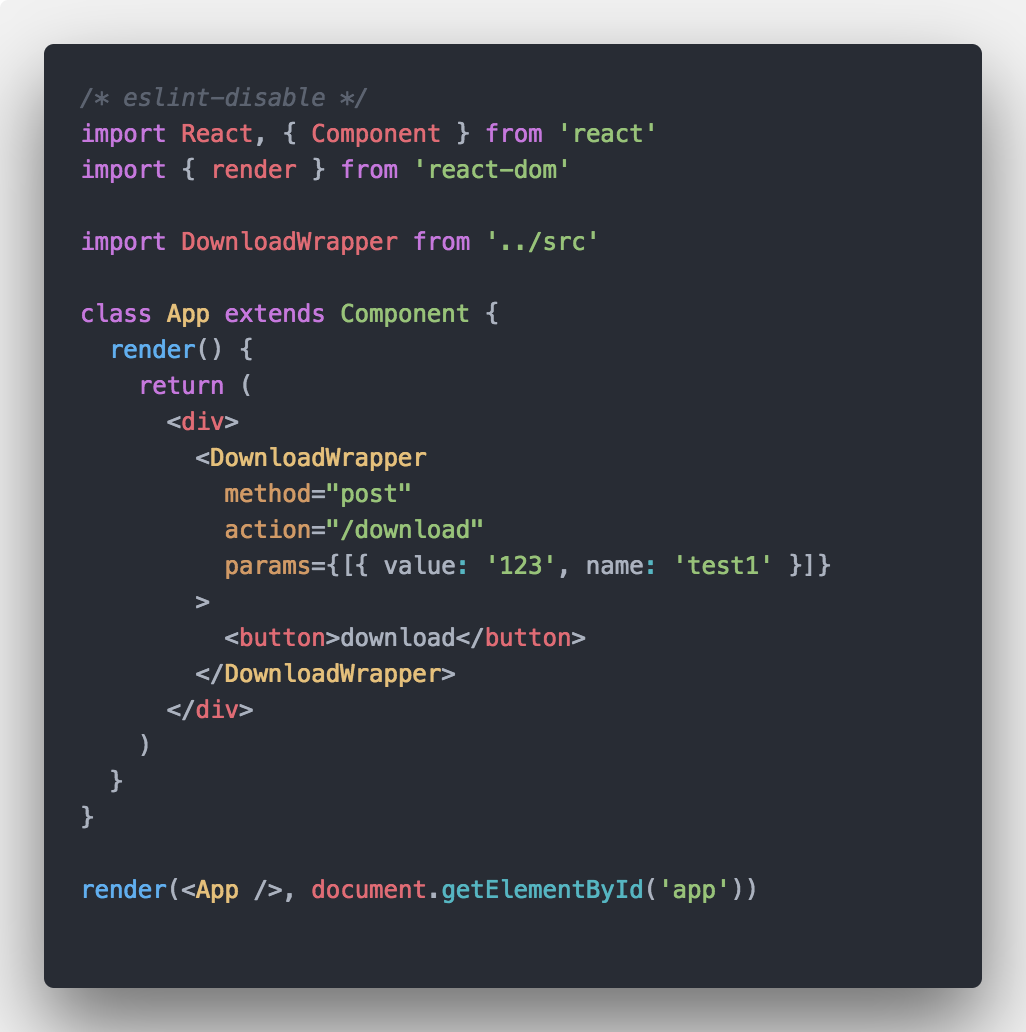 /* eslint-disable */
import React, { Component } from 'react'
import { render } from 'react-dom'

import DownloadWrapper from '../src'

class App extends Component {
  render() {
    return (
      <div>
        <DownloadWrapper
          method="post"
          action="/download"
          params={[{ value: '123', name: 'test1' }]}
        >
          <button>download</button>
        </DownloadWrapper>
      </div>
    )
  }
}

render(<App />, document.getElementById('app'))